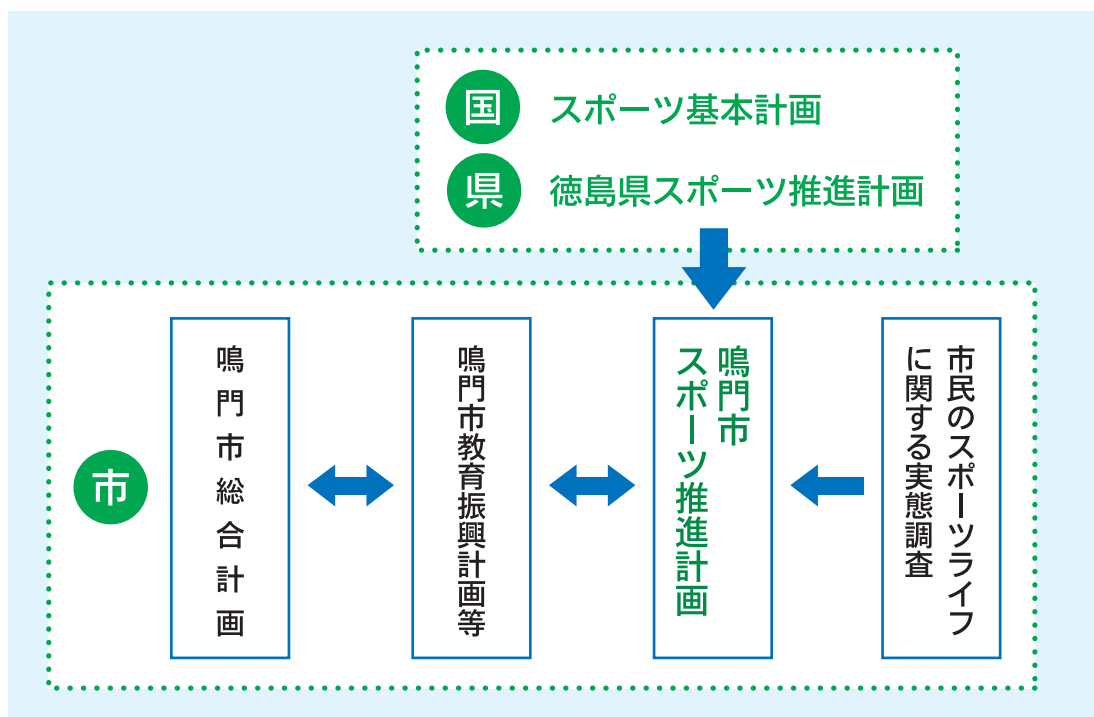 国 スポーツ基本計画
県 徳島県スポーツ推進計画
市
鳴門市総合計画
鳴門市教育振興計画等
鳴門市
スポーツ推進計画
市民のスポーツライフ
に関する実態調査